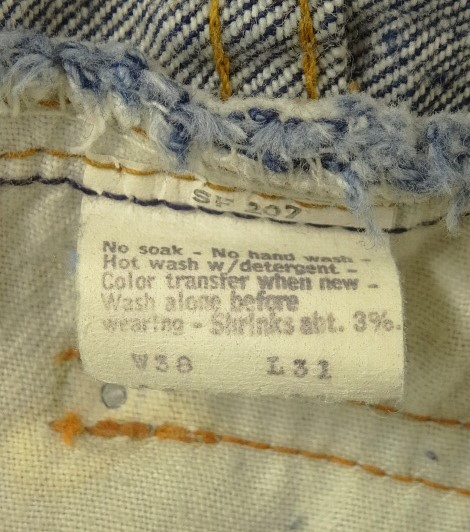 SF 207
No soak - No hand wash -
Hot wash w/detergent -
Color transfer when new -
Wash alone before
wearing - Shrinks abt. 3%.
W38 L31